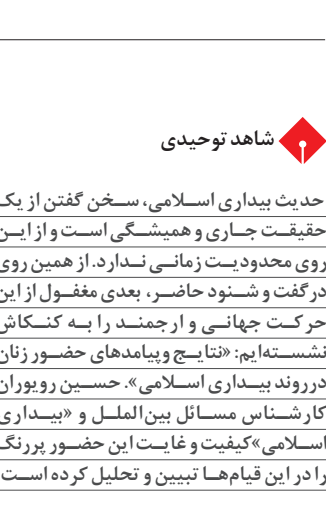 شاهد توحیدی
حدیث بیداری اسلامی، سخن گفتن از یک
حقیقت جاری و همیشگی است و از این
روی محدودیت زمانی ندارد. از همین روی
درگفت و شنود حاضر، بعدی مغفول از این
حرکت جهانی و ارجمند را به کنکاش
نشسته‌ایم: «نتایج وپیامدهای حضور زنان
درروند بیداری اسلامی». حسین رویوران
کارشناس مسائل بین‌الملل و «بیداری
اسلامی»کیفیت و غایت این حضور پررنگ
را در این قیام‌ها تبیین و تحلیل کرده است